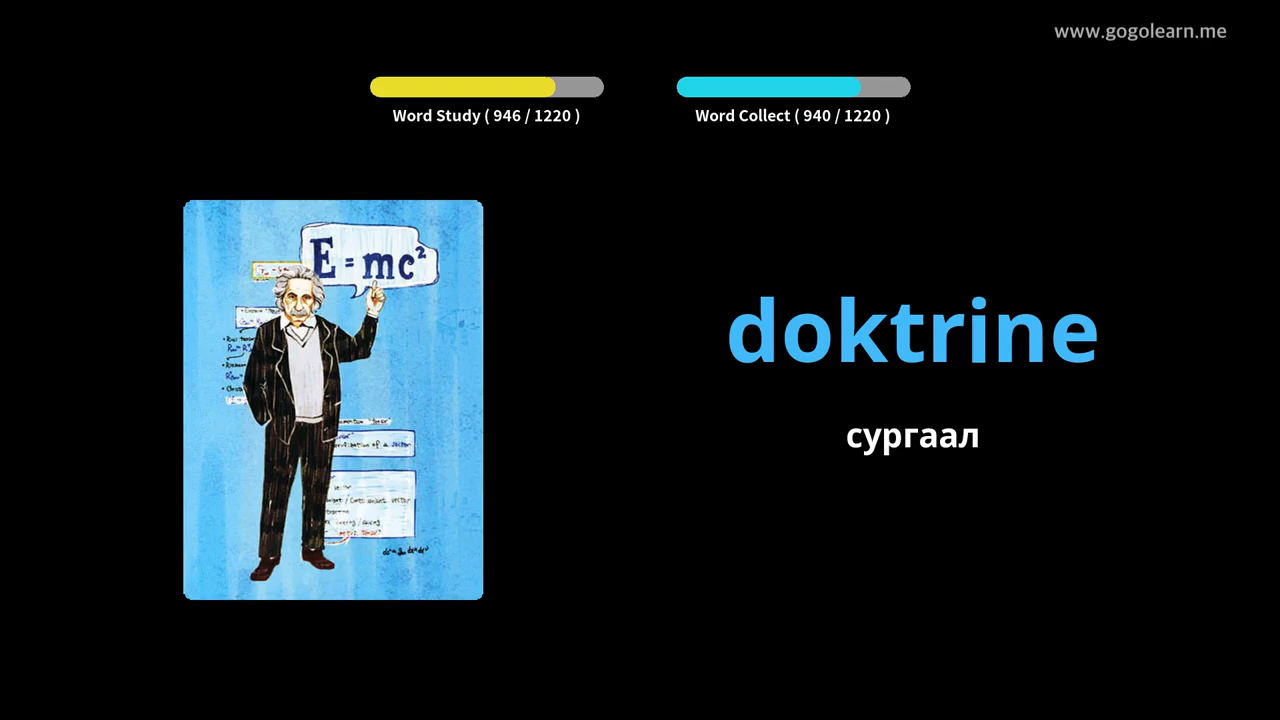 www.gogolearn.me
Word Study ( 946 / 1220 )
Word Collect ( 940 / 1220 )
E = mc²
doktrine
сургаал